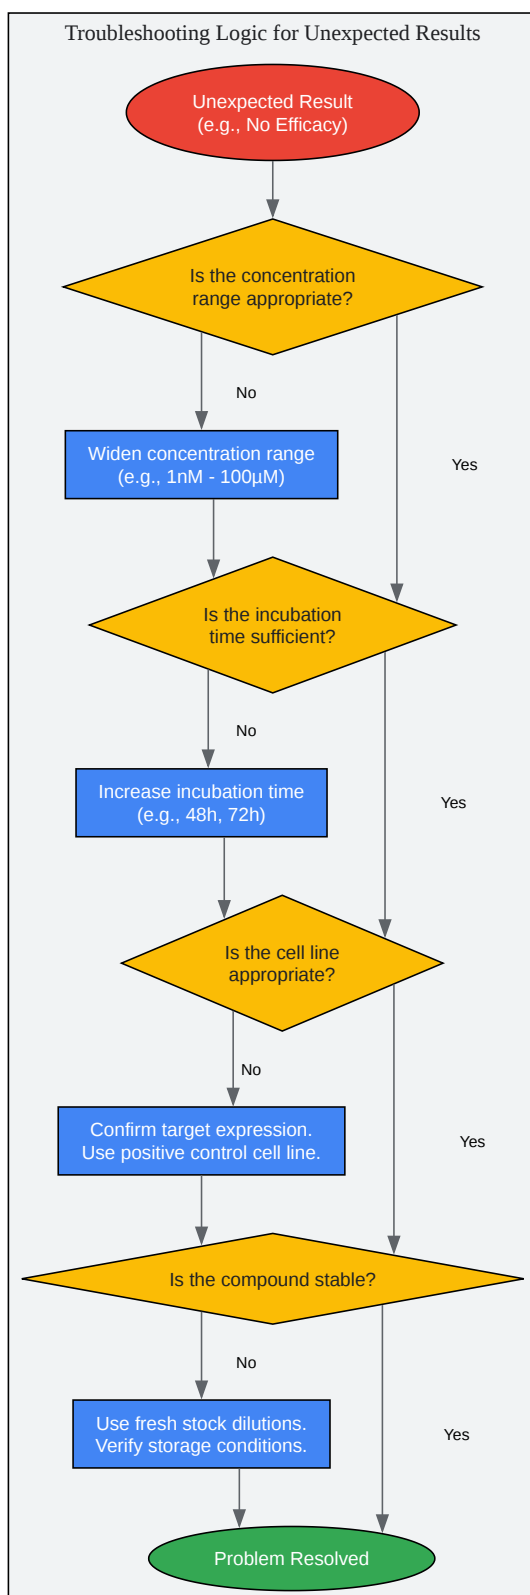 Troubleshooting Logic for Unexpected Results
Unexpected Result
(e.g., No Efficacy)
Is the concentration
range appropriate?
No
Widen concentration range
(e.g., 1nM - 100µM)
Yes
Is the incubation
time sufficient?
No
Increase incubation time
(e.g., 48h, 72h)
Yes
Is the cell line
appropriate?
No
Confirm target expression.
Use positive control cell line.
Yes
Is the compound stable?
No
Use fresh stock dilutions.
Verify storage conditions.
Yes
Problem Resolved